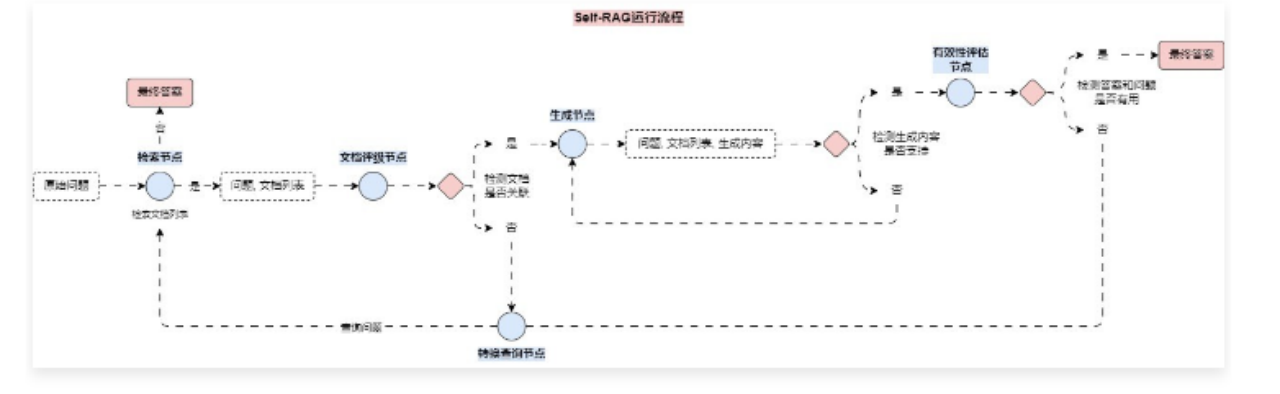 Self-RAG运行流程
最终答案
否
检索节点
原始问题
是
问题, 文档列表
检索文档列表
文档评级节点
是
检测文档
是否关联
否
生成节点
问题, 文档列表, 生成内容
是
检测生成内容
是否支持
否
有效性评估
节点
是
最终答案
检测答案和问题
是否有用
否
查询问题
转换查询节点